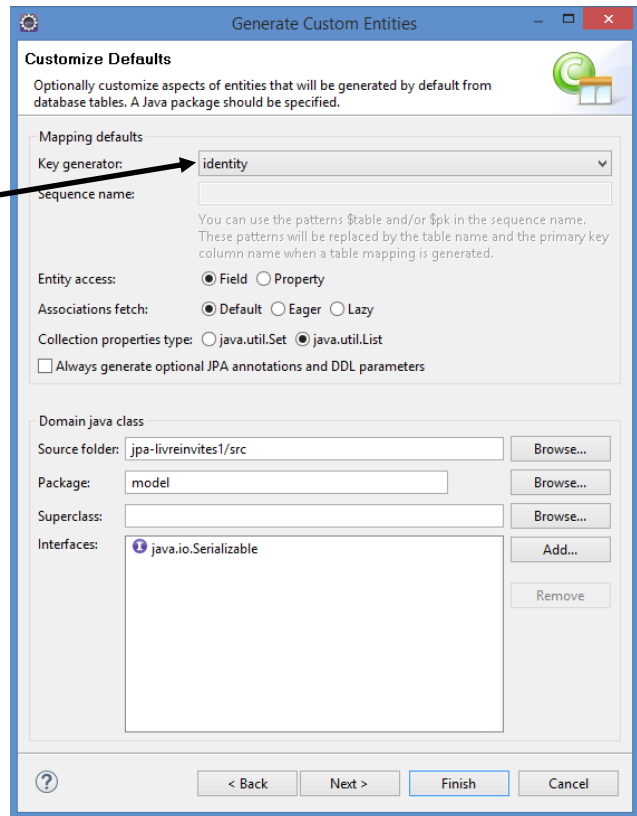 Generate Custom Entities
Customize Defaults
Optionally customize aspects of entities that will be generated by default from
database tables. A Java package should be specified.
Mapping defaults
Key generator: identity
Sequence name:
You can use the patterns $table and/or $pk in the sequence name.
These patterns will be replaced by the table name and the primary key
column name when a table mapping is generated.
Entity access: Field Property
Associations fetch: Default Eager Lazy
Collection properties type: java.util.Set java.util.List
Always generate optional JPA annotations and DDL parameters
Domain java class
Source folder: jpa-livreinvites1/src Browse...
Package: model Browse...
Superclass: Browse...
Interfaces: java.io.Serializable Add...
Remove
< Back Next > Finish Cancel